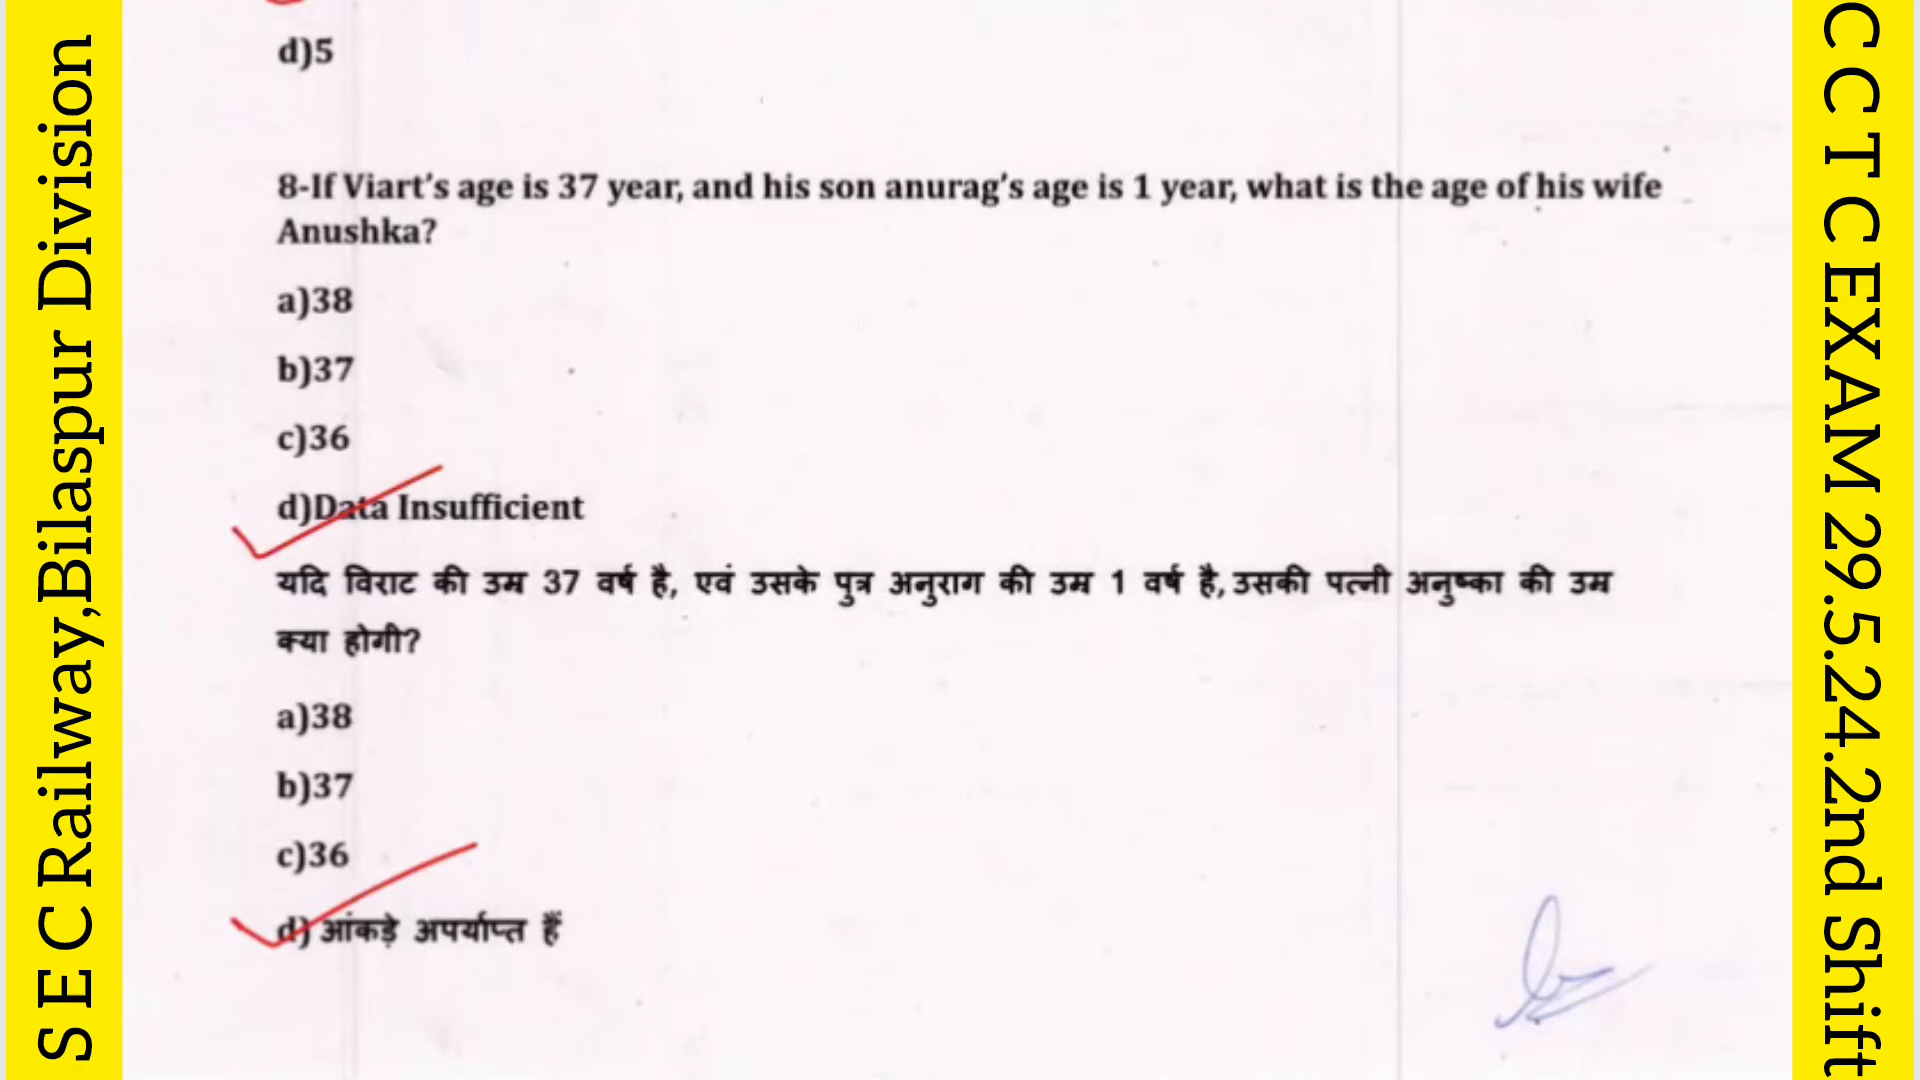 S E C Railway,Bilaspur Division
d)5
8-If Viart's age is 37 year, and his son anurag's age is 1 year, what is the age of his wife
Anushka?
a)38
b)37
c)36
d)Data Insufficient
यदि विराट की उम्र 37 वर्ष है, एवं उसके पुत्र अनुराग की उम्र 1 वर्ष है, उसकी पत्नी अनुष्का की उम्र
क्या होगी?
a)38
b)37
c)36
d) आंकड़े अपर्याप्त हैं
C C T C EXAM 29.5.24.2nd Shift